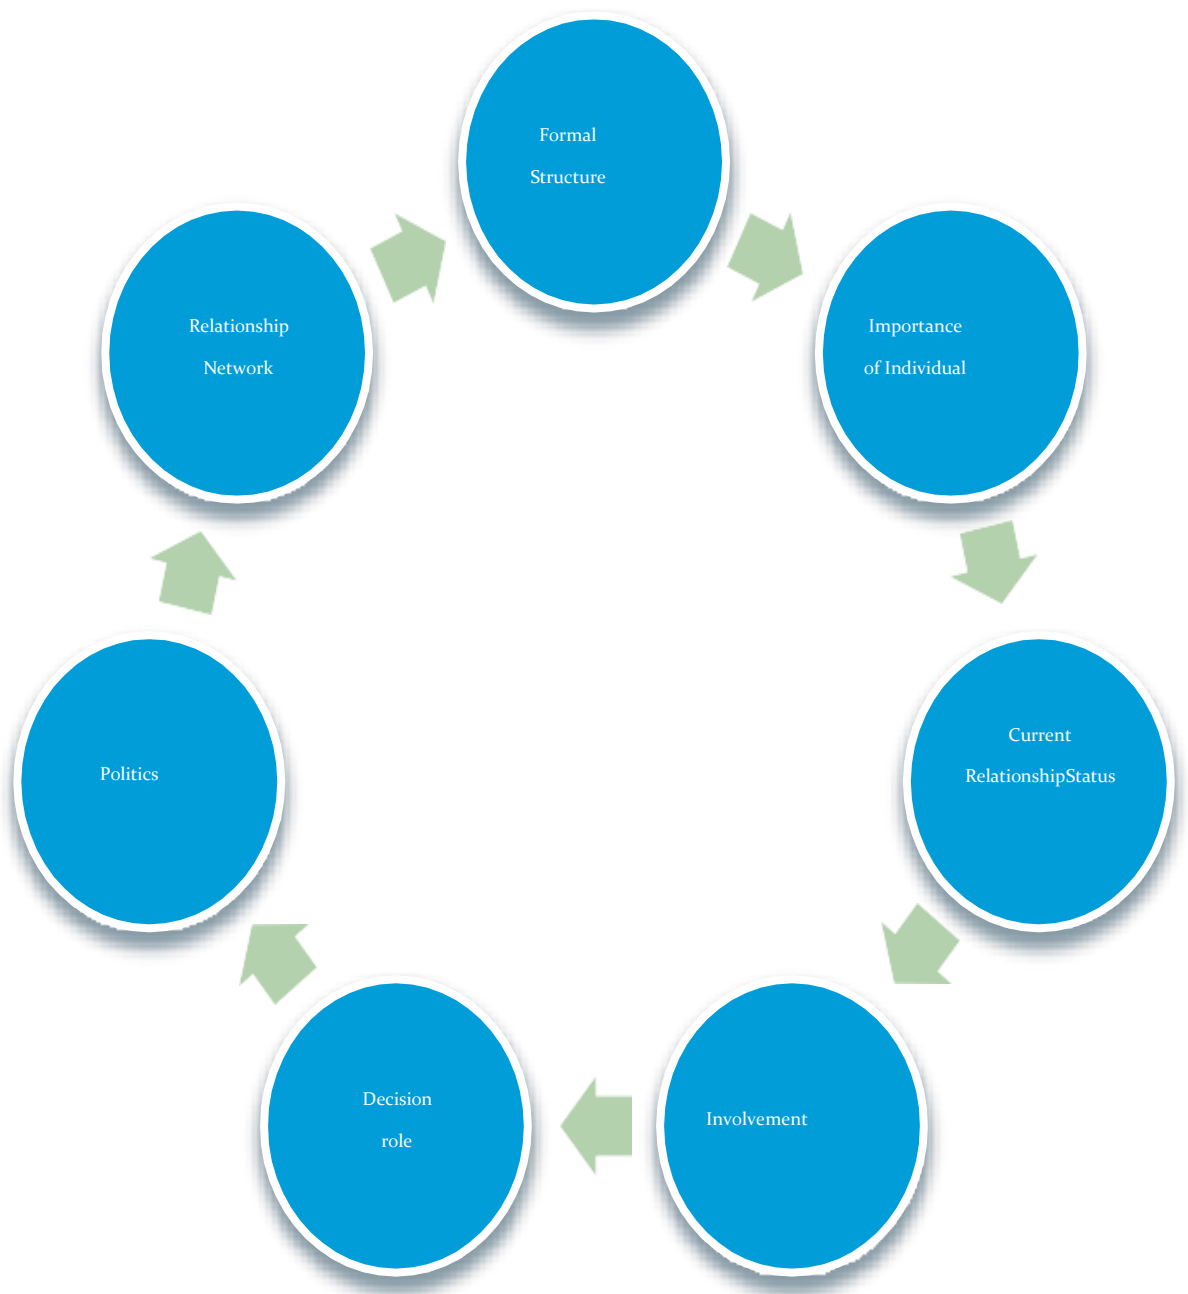 Formal
Structure
Importance
of Individual
Current
RelationshipStatus
Involvement
Decision
role
Politics
Relationship
Network